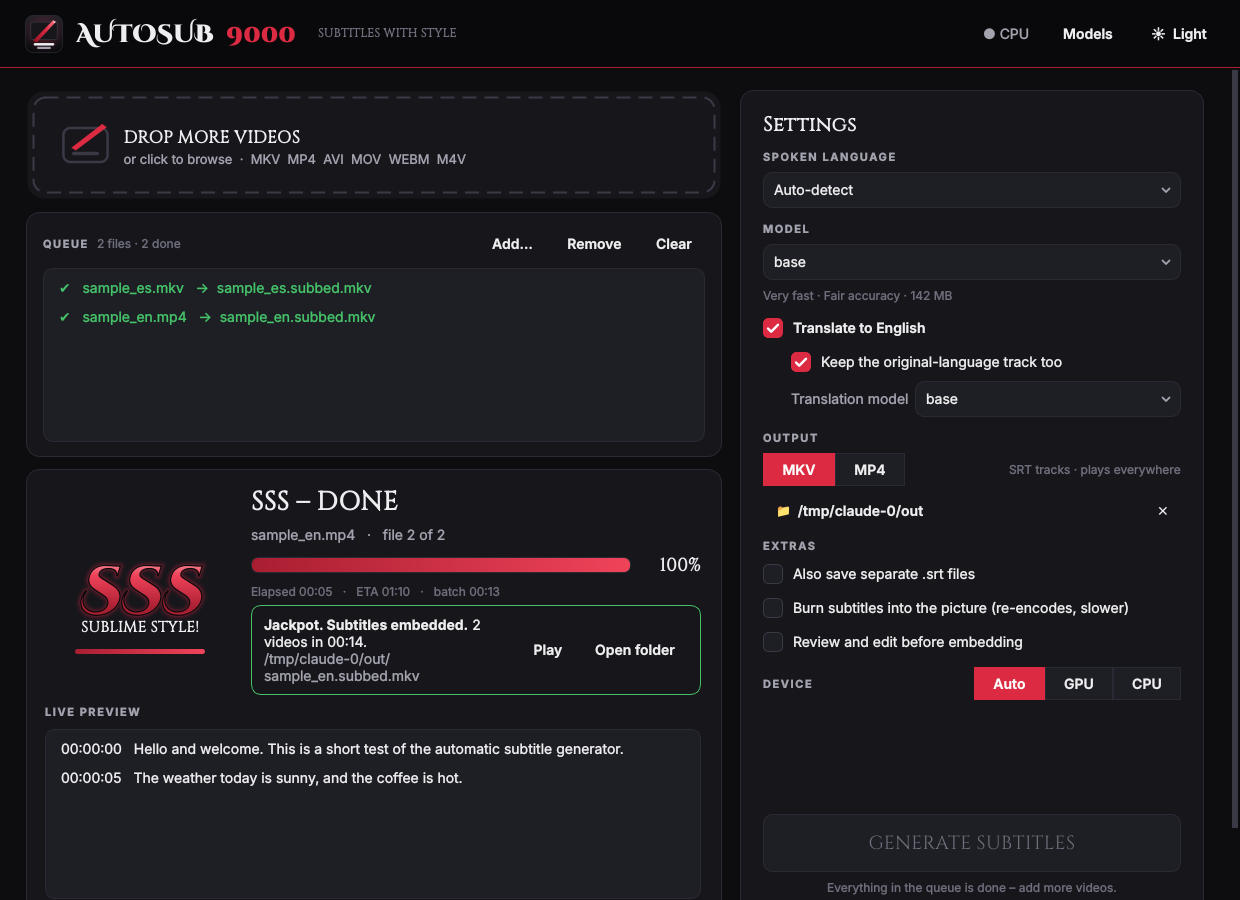 AUTOSUB 9000 SUBTITLES WITH STYLE
CPU Models Light
DROP MORE VIDEOS
or click to browse · MKV MP4 AVI MOV WEBM M4V
QUEUE 2 files · 2 done Add... Remove Clear
✔ sample_es.mkv → sample_es.subbed.mkv
✔ sample_en.mp4 → sample_en.subbed.mkv
SSS – DONE
sample_en.mp4 · file 2 of 2
100%
Elapsed 00:05 · ETA 01:10 · batch 00:13
SSS
SUBLIME STYLE!
Jackpot. Subtitles embedded. 2
videos in 00:14.
/tmp/claude-0/out/
sample_en.subbed.mkv
Play Open folder
LIVE PREVIEW
00:00:00 Hello and welcome. This is a short test of the automatic subtitle generator.
00:00:05 The weather today is sunny, and the coffee is hot.
SETTINGS
SPOKEN LANGUAGE
Auto-detect
MODEL
base
Very fast · Fair accuracy · 142 MB
Translate to English
Keep the original-language track too
Translation model base
OUTPUT
MKV MP4 SRT tracks · plays everywhere
/tmp/claude-0/out ✕
EXTRAS
Also save separate .srt files
Burn subtitles into the picture (re-encodes, slower)
Review and edit before embedding
DEVICE Auto GPU CPU
GENERATE SUBTITLES
Everything in the queue is done – add more videos.